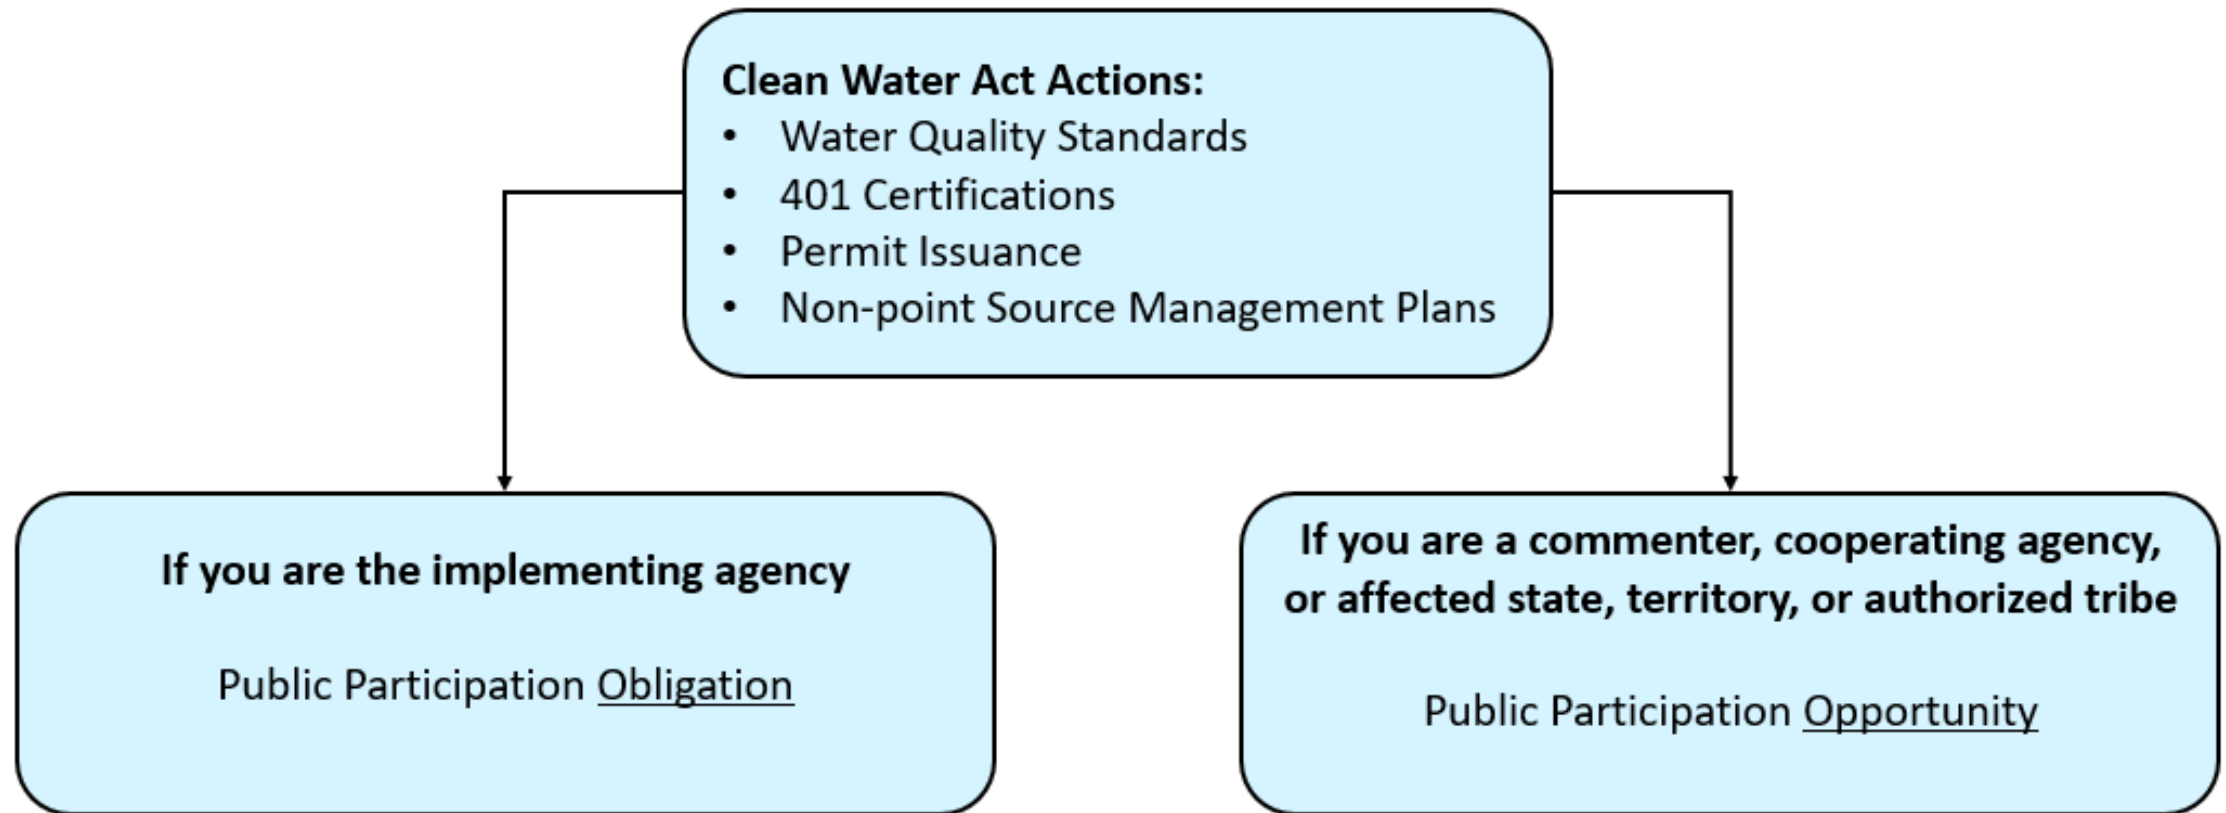 Clean Water Act Actions:
• Water Quality Standards
• 401 Certifications
• Permit Issuance
• Non-point Source Management Plans
If you are the implementing agency
Public Participation Obligation
If you are a commenter, cooperating agency,
or affected state, territory, or authorized tribe
Public Participation Opportunity